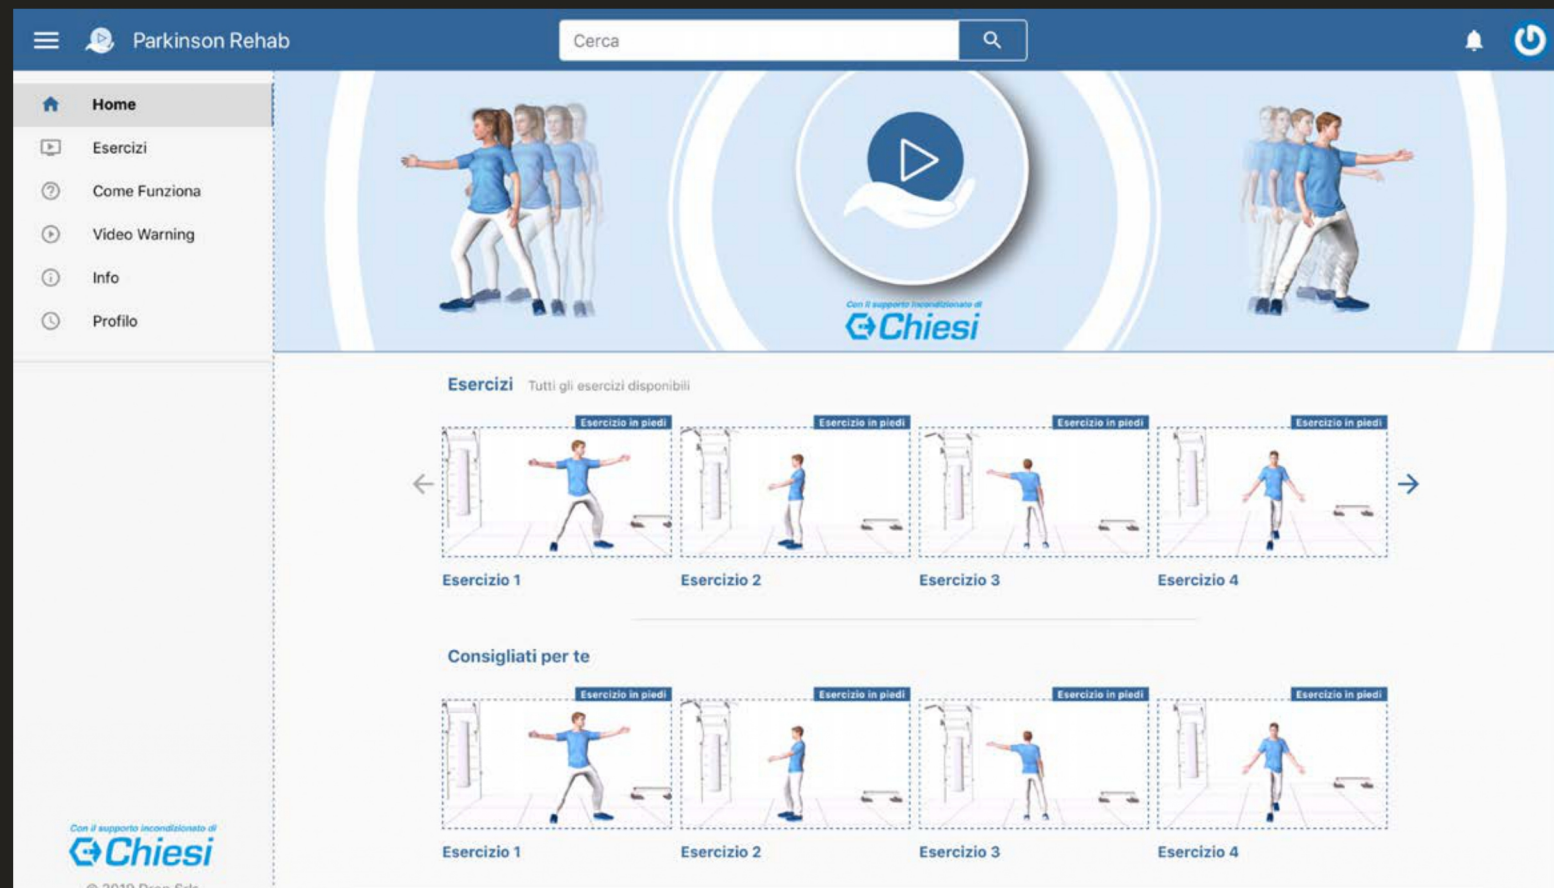 Parkinson Rehab
Cerca
Home
Esercizi
Come Funziona
Video Warning
Info
Profilo
Con il supporto incondizionato di
Chiesi
Esercizi Tutti gli esercizi disponibili
Esercizio in piedi
Esercizio in piedi
Esercizio in piedi
Esercizio in piedi
Esercizio 1
Esercizio 2
Esercizio 3
Esercizio 4
Consigliati per te
Esercizio in piedi
Esercizio in piedi
Esercizio in piedi
Esercizio in piedi
Esercizio 1
Esercizio 2
Esercizio 3
Esercizio 4
Con il supporto incondizionato di
Chiesi
© 2019